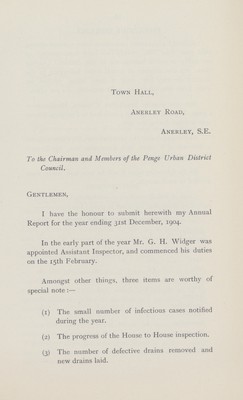 TOWN HALL,
ANERLEY ROAD,
ANERLEY, S.E.
To the Chairman and Members of the Penge Urban District
Council.
GENTLEMEN,
I have the honour to submit herewith my Annual
Report for the year ending 31st December, 1904.
In the early part of the year Mr. G. H. Widger was
appointed Assistant Inspector, and commenced his duties
on the 15th February.
Amongst other things, three items are worthy of
special note :—
(1) The small number of infectious cases notified
during the year.
(2) The progress of the House to House inspection.
(3) The number of defective drains removed and
new drains laid.